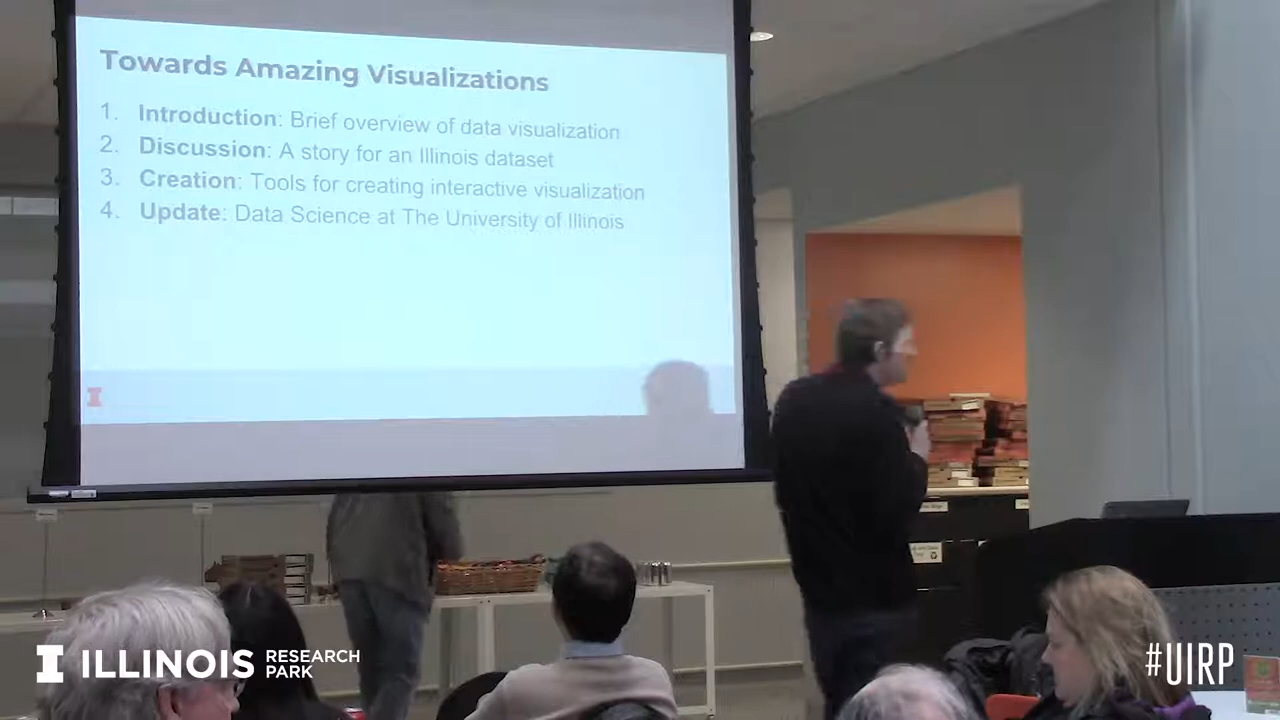 Towards Amazing Visualizations
1. Introduction: Brief overview of data visualization
2. Discussion: A story for an Illinois dataset
3. Creation: Tools for creating interactive visualization
4. Update: Data Science at The University of Illinois
I
I ILLINOIS RESEARCH PARK
#UIRP